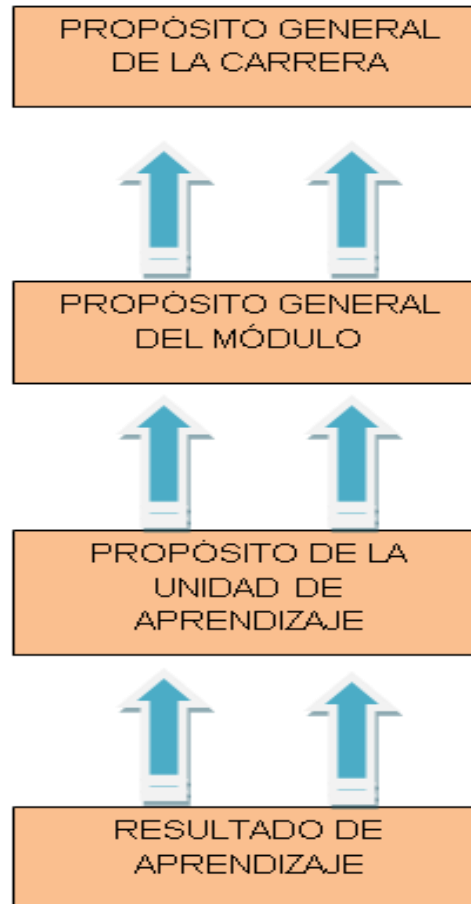 PROPÓSITO GENERAL
DE LA CARRERA
PROPÓSITO GENERAL
DEL MÓDULO
PROPÓSITO DE LA
UNIDAD DE
APRENDIZAJE
RESULTADO DE
APRENDIZAJE